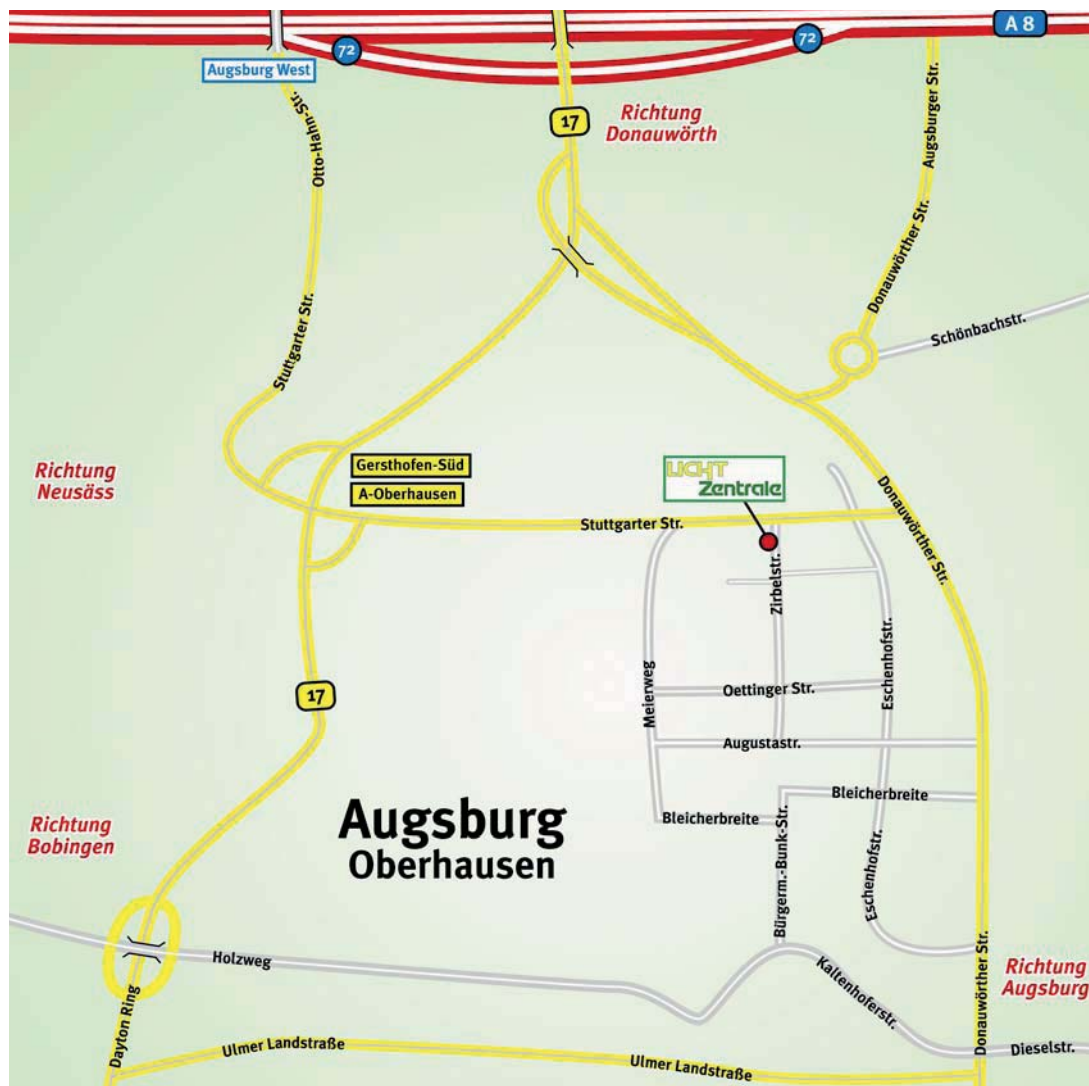 A 8
72
72
Augsburg West
Richtung
Donauwörth
17
Otto-Hahn-Str.
Augsburger Str.
Donauwörther Str.
Schönbachstr.
Stuttgarter Str.
Richtung
Neusäss
Gersthofen-Süd
A-Oberhausen
LICHT
Zentrale
Stuttgarter Str.
Donauwörther Str.
Zirbelstr.
Eschenhofstr.
Meierweg
17
Oettinger Str.
Augustastr.
Bleicherbreite
Bleicherbreite
Richtung
Bobingen
Augsburg
Oberhausen
Bürgerm.-Bunk-Str.
Eschenhofstr.
Holzweg
Kaltenhoferstr.
Donauwörther Str.
Richtung
Augsburg
Dayton Ring
Ulmer Landstraße
Ulmer Landstraße
Dieselstr.